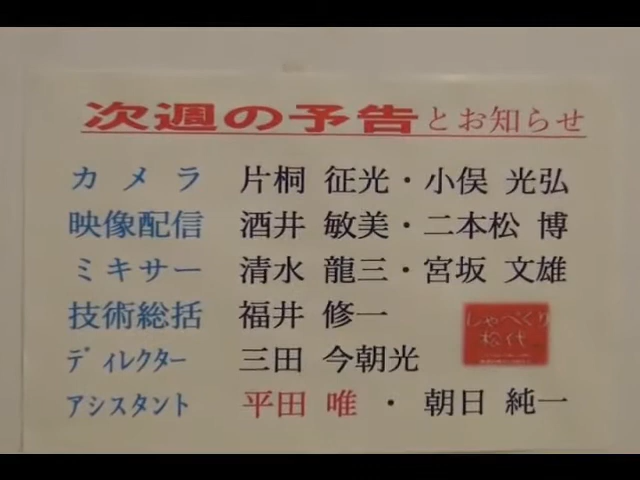 次週の予告とお知らせ
カメラ 片桐 征光・小俣 光弘
映像配信 酒井 敏美・二本松 博
ミキサー 清水 龍三・宮坂 文雄
技術総括 福井 修一
しゃべくり
松代
ディレクター 三田 今朝光
アシスタント 平田 唯・朝日 純一